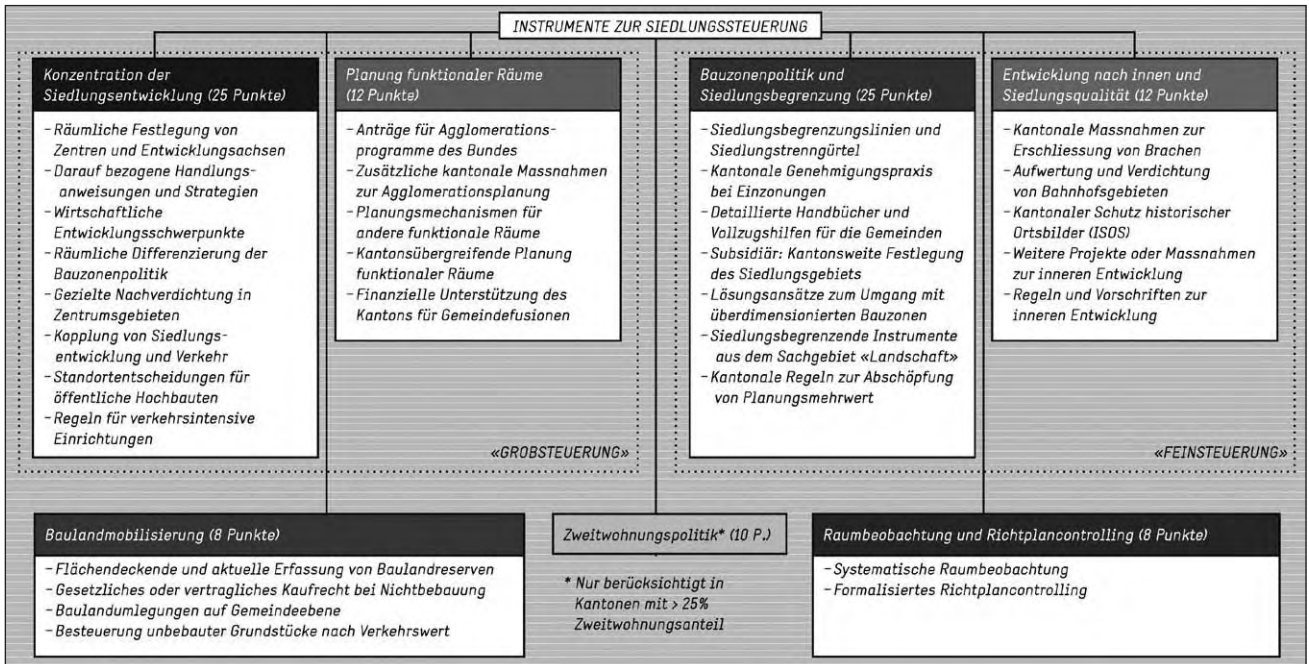 INSTRUMENTE ZUR SIEDLUNGSSTEUERUNG
Konzentration der
Siedlungsentwicklung (25 Punkte)
- Räumliche Festlegung von
Zentren und Entwicklungsachsen
- Darauf bezogene Handlungs-
anweisungen und Strategien
- Wirtschaftliche
Entwicklungsschwerpunkte
- Räumliche Differenzierung der
Bauzonenpolitik
- Gezielte Nachverdichtung in
Zentrumsgebieten
- Kopplung von Siedlungs-
entwicklung und Verkehr
- Standortentscheidungen für
öffentliche Hochbauten
- Regeln für verkehrsintensive
Einrichtungen
Planung funktionaler Räume
(12 Punkte)
- Anträge für Agglomerations-
programme des Bundes
- Zusätzliche kantonale Massnahmen
zur Agglomerationsplanung
- Planungsmechanismen für
andere funktionale Räume
- Kantonsübergreifende Planung
funktionaler Räume
- Finanzielle Unterstützung des
Kantons für Gemeindefusionen
«GROBSTEUERUNG»
Bauzonenpolitik und
Siedlungsbegrenzung (25 Punkte)
- Siedlungsbegrenzungslinien und
Siedlungstrenngürtel
- Kantonale Genehmigungspraxis
bei Einzonungen
- Detaillierte Handbücher und
Vollzugshilfen für die Gemeinden
- Subsidiär: Kantonsweite Festlegung
des Siedlungsgebiets
- Lösungsansätze zum Umgang mit
überdimensionierten Bauzonen
- Siedlungsbegrenzende Instrumente
aus dem Sachgebiet «Landschaft»
- Kantonale Regeln zur Abschöpfung
von Planungsmehrwert
Entwicklung nach innen und
Siedlungsqualität (12 Punkte)
- Kantonale Massnahmen zur
Erschliessung von Brachen
- Aufwertung und Verdichtung
von Bahnhofsgebieten
- Kantonaler Schutz historischer
Ortsbilder (ISOS)
- Weitere Projekte oder Massnahmen
zur inneren Entwicklung
- Regeln und Vorschriften zur
inneren Entwicklung
«FEINSTEUERUNG»
Baulandmobilisierung (8 Punkte)
- Flächendeckende und aktuelle Erfassung von Baulandreserven
- Gesetzliches oder vertragliches Kaufrecht bei Nichtbebauung
- Baulandumlegungen auf Gemeindeebene
- Besteuerung unbebauter Grundstücke nach Verkehrswert
Zweitwohnungspolitik* (10 P.)
* Nur berücksichtigt in
Kantonen mit > 25%
Zweitwohnungsanteil
Raumbeobachtung und Richtplancontrolling (8 Punkte)
- Systematische Raumbeobachtung
- Formalisiertes Richtplancontrolling